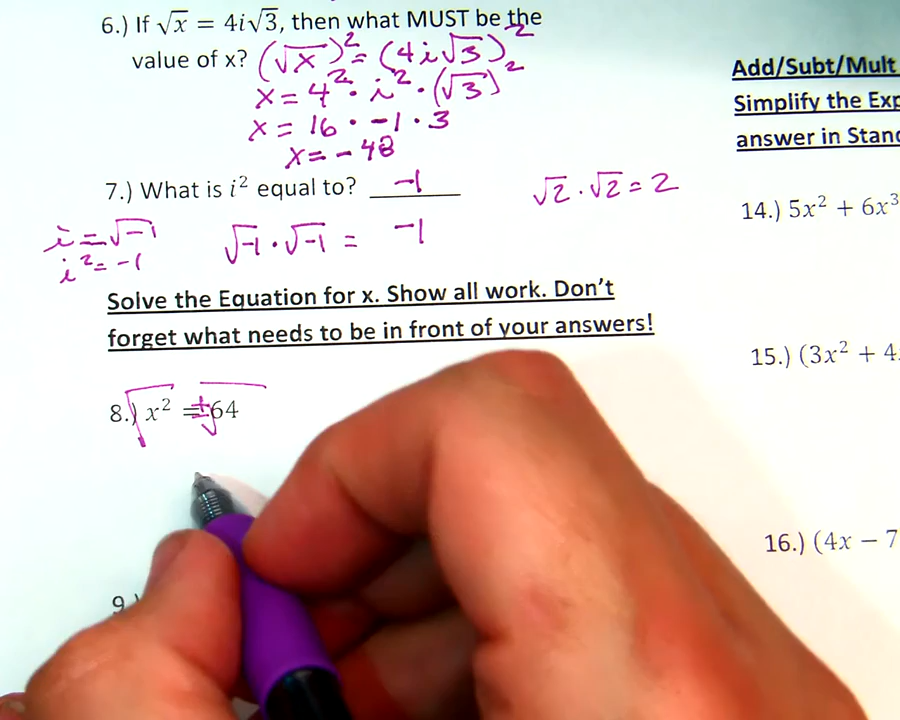 6.) If √x = 4i√3, then what MUST be the
value of x? (√x)² = (4i√3)²
x = 4² · i² · (√3)²
x = 16 · -1 · 3
x = -48
7.) What is i² equal to? -1
√2 · √2 = 2
i = √-1
i² = -1
√-1 · √-1 = -1
Solve the Equation for x. Show all work. Don't
forget what needs to be in front of your answers!
8.) √x² = ±√64
9.)
Add/Subt/Mult
Simplify the Exp
answer in Stand
14.) 5x² + 6x³
15.) (3x² + 4
16.) (4x − 7